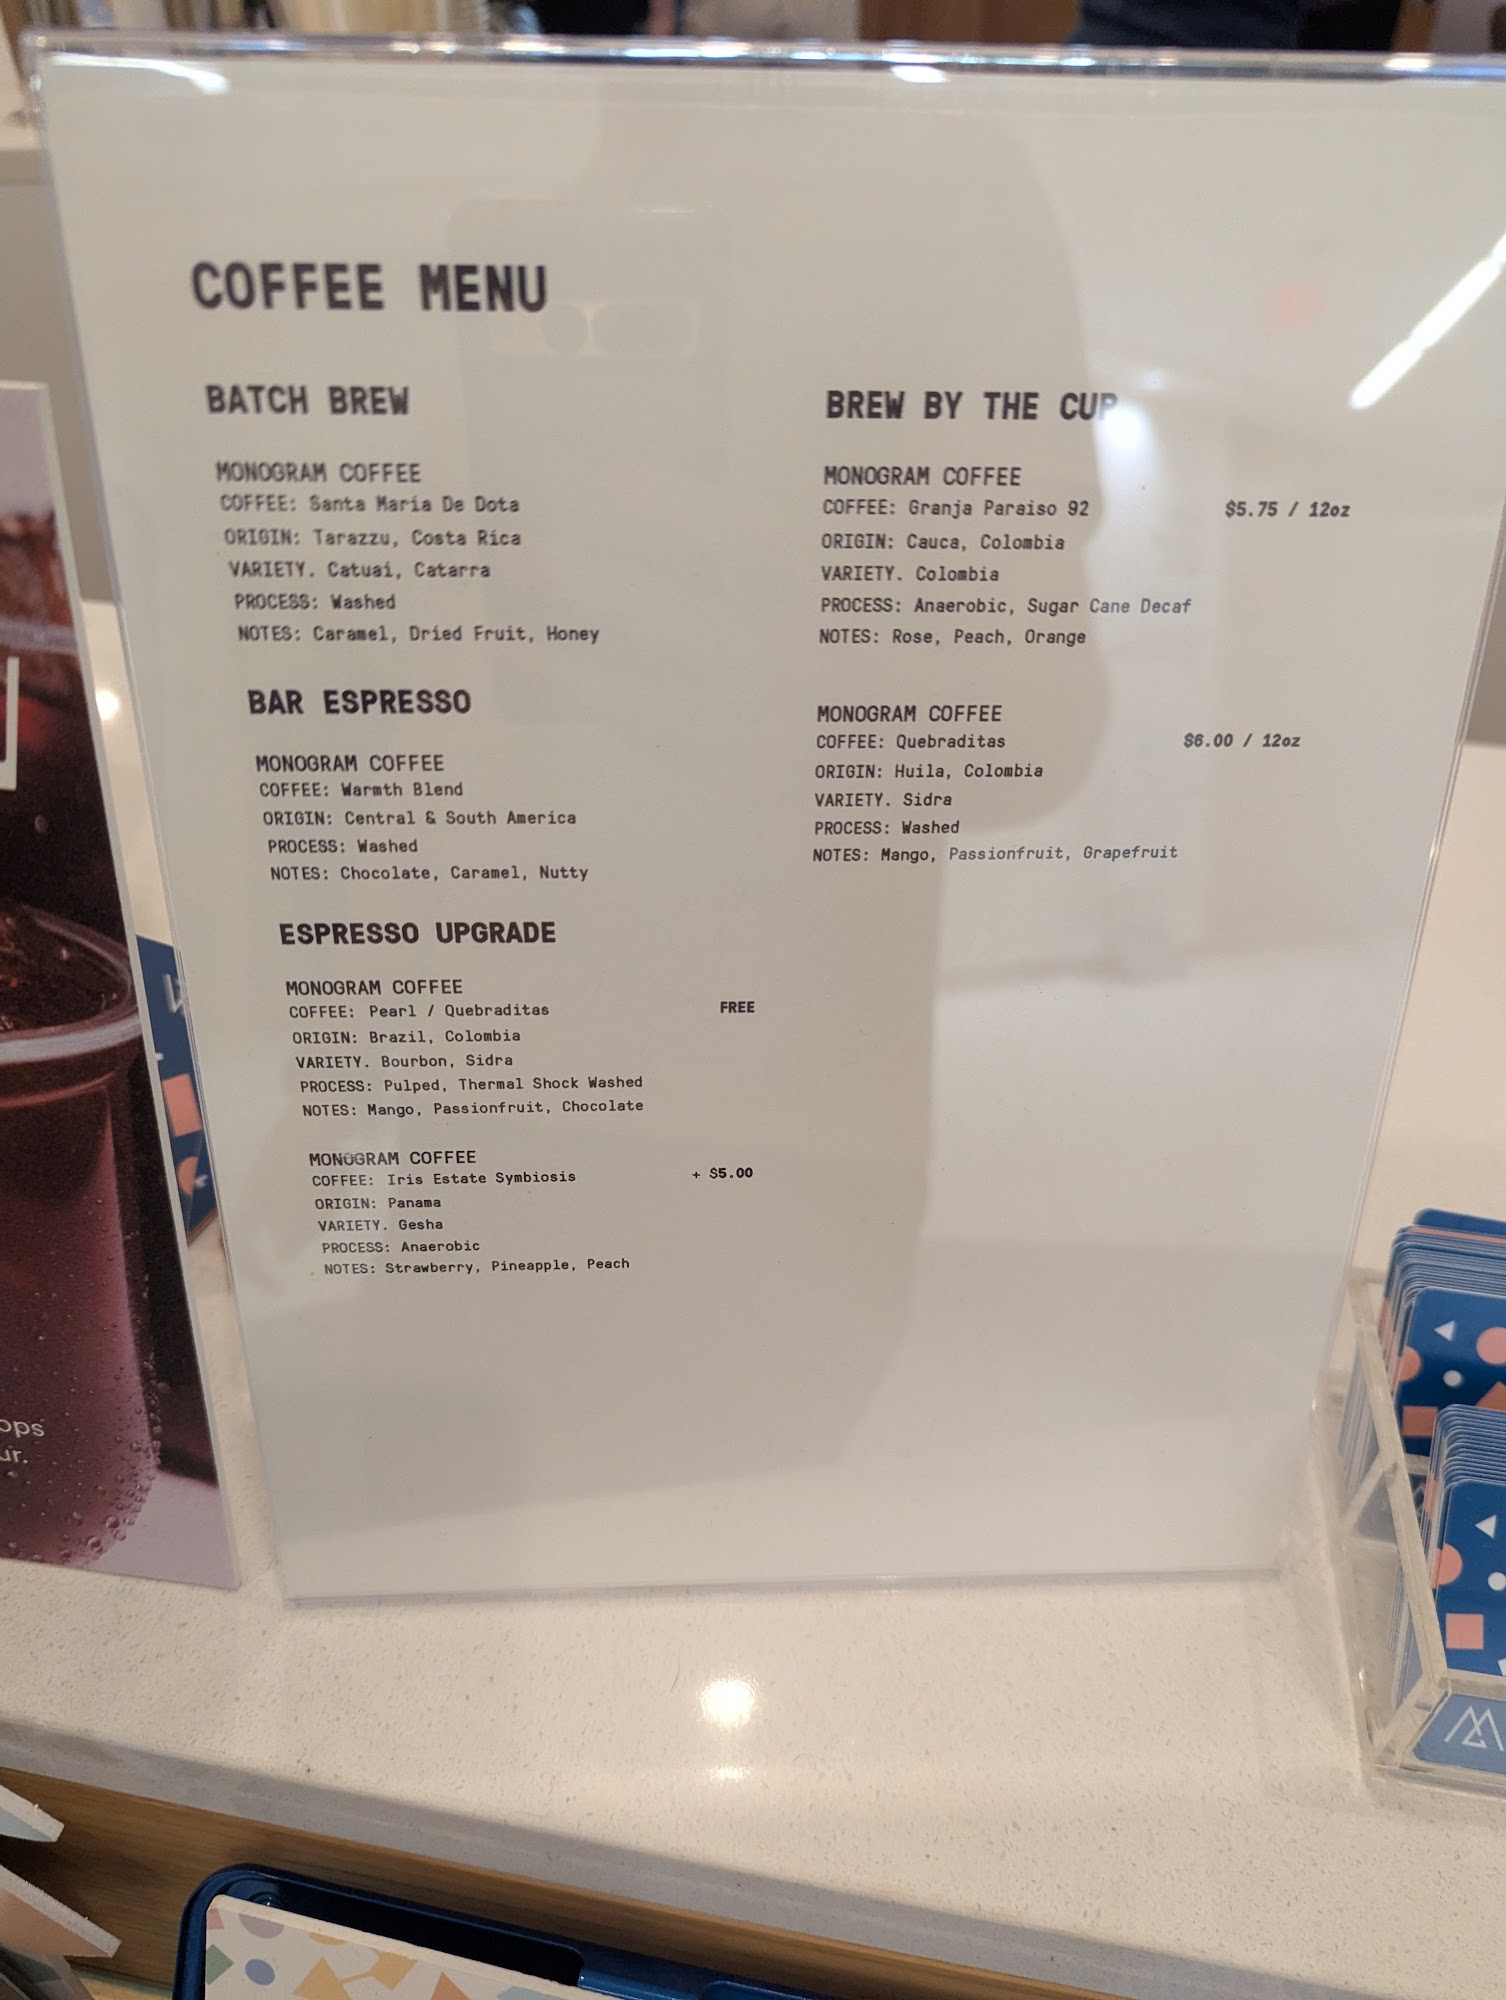 COFFEE MENU
BATCH BREW
MONOGRAM COFFEE
COFFEE: Santa Maria De Dota
ORIGIN: Tarazzu, Costa Rica
VARIETY. Catuai, Catarra
PROCESS: Washed
NOTES: Caramel, Dried Fruit, Honey
BAR ESPRESSO
MONOGRAM COFFEE
COFFEE: Warmth Blend
ORIGIN: Central & South America
PROCESS: Washed
NOTES: Chocolate, Caramel, Nutty
ESPRESSO UPGRADE
MONOGRAM COFFEE
COFFEE: Pearl / Quebraditas FREE
ORIGIN: Brazil, Colombia
VARIETY. Bourbon, Sidra
PROCESS: Pulped, Thermal Shock Washed
NOTES: Mango, Passionfruit, Chocolate
MONOGRAM COFFEE
COFFEE: Iris Estate Symbiosis + $5.00
ORIGIN: Panama
VARIETY. Gesha
PROCESS: Anaerobic
NOTES: Strawberry, Pineapple, Peach
BREW BY THE CUP
MONOGRAM COFFEE
COFFEE: Granja Paraiso 92 $5.75 / 12oz
ORIGIN: Cauca, Colombia
VARIETY. Colombia
PROCESS: Anaerobic, Sugar Cane Decaf
NOTES: Rose, Peach, Orange
MONOGRAM COFFEE
COFFEE: Quebraditas $6.00 / 12oz
ORIGIN: Huila, Colombia
VARIETY. Sidra
PROCESS: Washed
NOTES: Mango, Passionfruit, Grapefruit